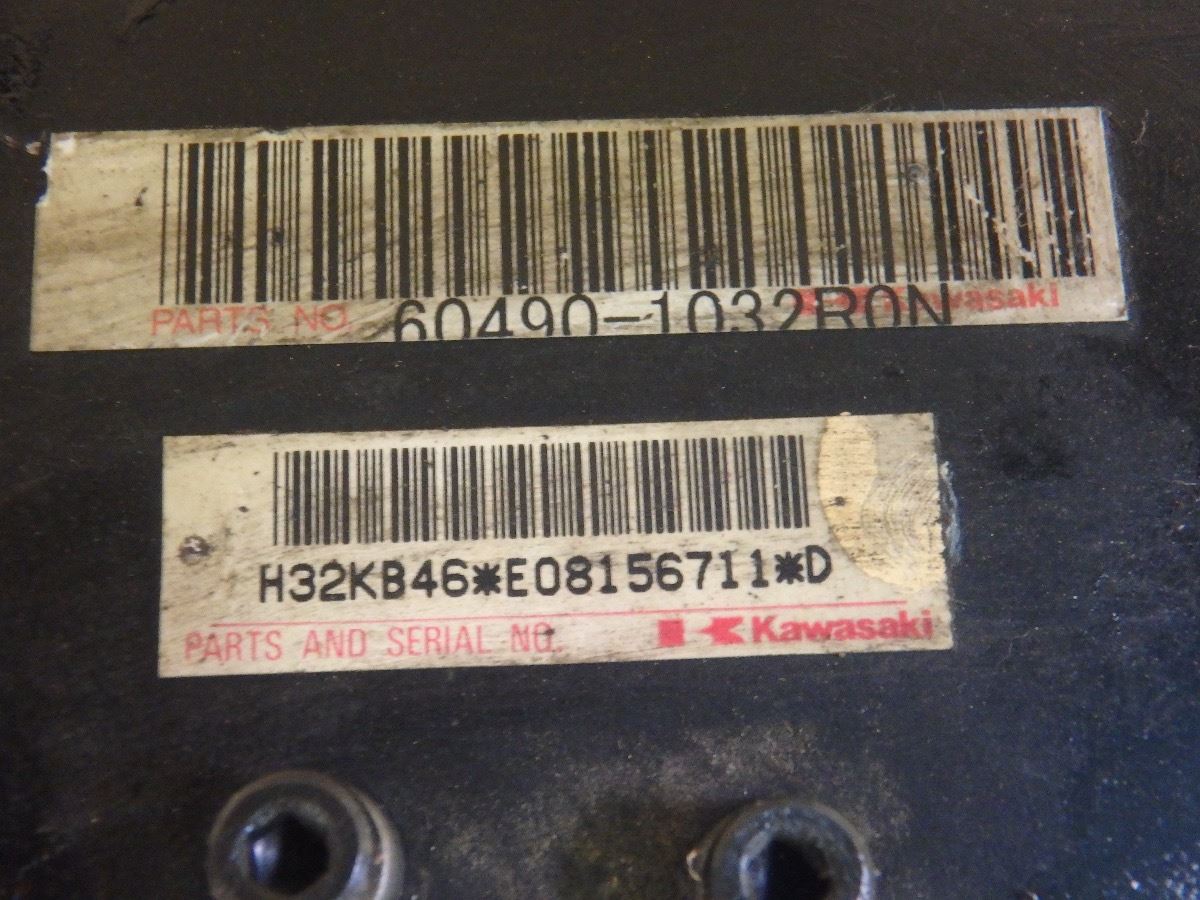 PARTS NO. 60490-1032R0N Kawasaki
H32KB46*E08156711*D
PARTS AND SERIAL NO. Kawasaki